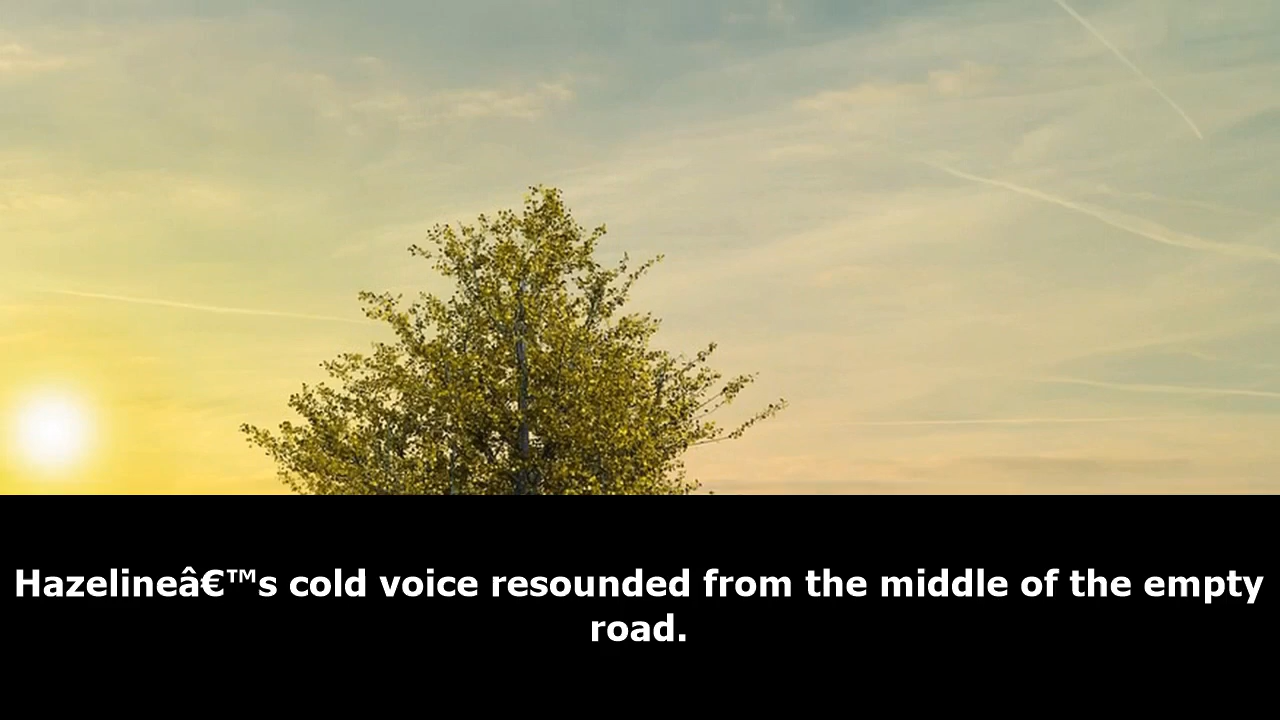 Hazelineâ€™s cold voice resounded from the middle of the empty
road.